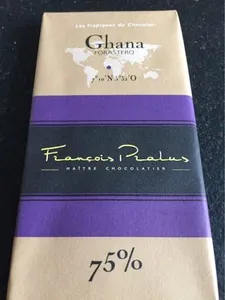 Les Tropiques du Chocolat
Ghana
FORASTERO
François Pralus
MAÎTRE CHOCOLATIER
75%